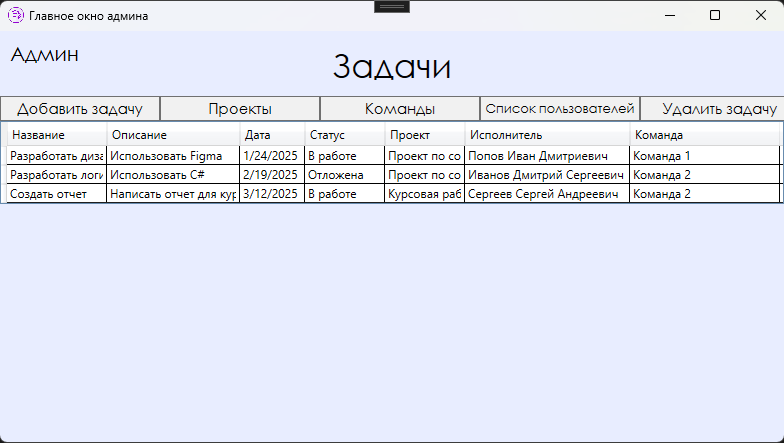 Главное окно админа
Админ
Задачи
Добавить задачу Проекты Команды Список пользователей Удалить задачу
Название Описание Дата Статус Проект Исполнитель Команда
Разработать диза Использовать Figma 1/24/2025 В работе Проект по со Попов Иван Дмитриевич Команда 1
Разработать логи Использовать C# 2/19/2025 Отложена Проект по со Иванов Дмитрий Сергеевич Команда 2
Создать отчет Написать отчет для кур 3/12/2025 В работе Курсовая раб Сергеев Сергей Андреевич Команда 2